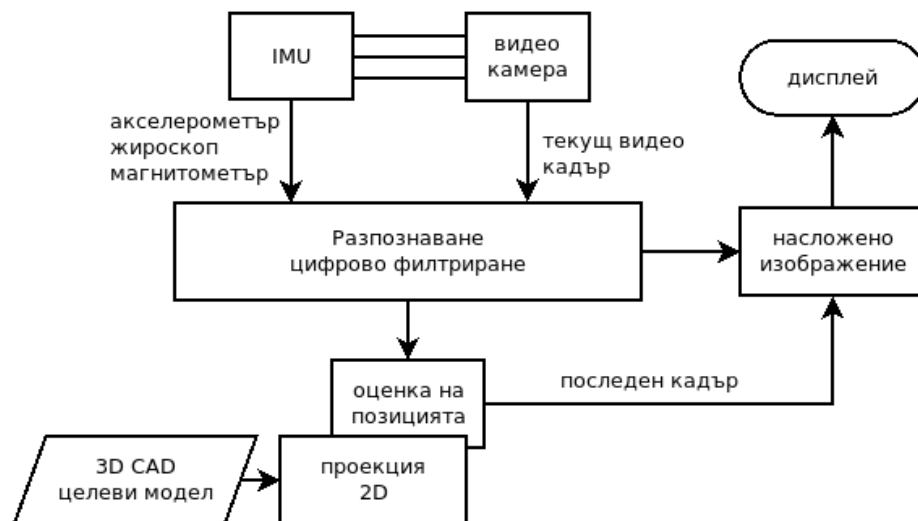 IMU
видео
камера
дисплей
акселерометър
жироскоп
магнитометър
текущ видео
кадър
Разпознаване
цифрово филтриране
насложено
изображение
оценка на
позицията
последен кадър
3D CAD
целеви модел
проекция
2D